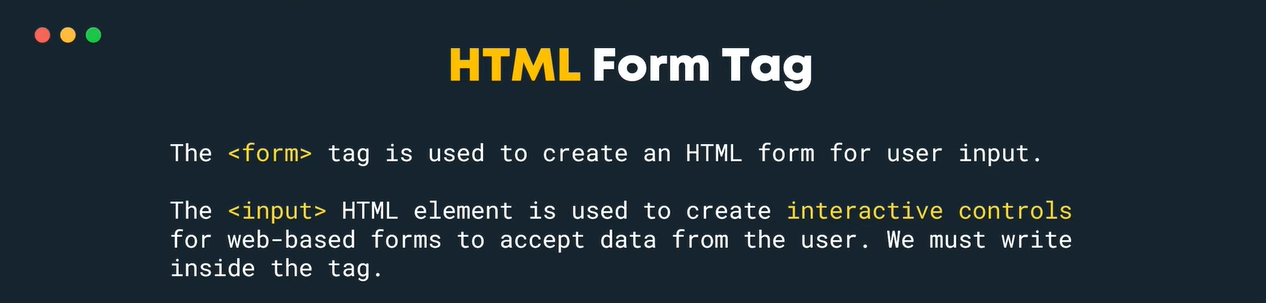 HTML Form Tag
The <form> tag is used to create an HTML form for user input.
The <input> HTML element is used to create interactive controls
for web-based forms to accept data from the user. We must write
inside the tag.